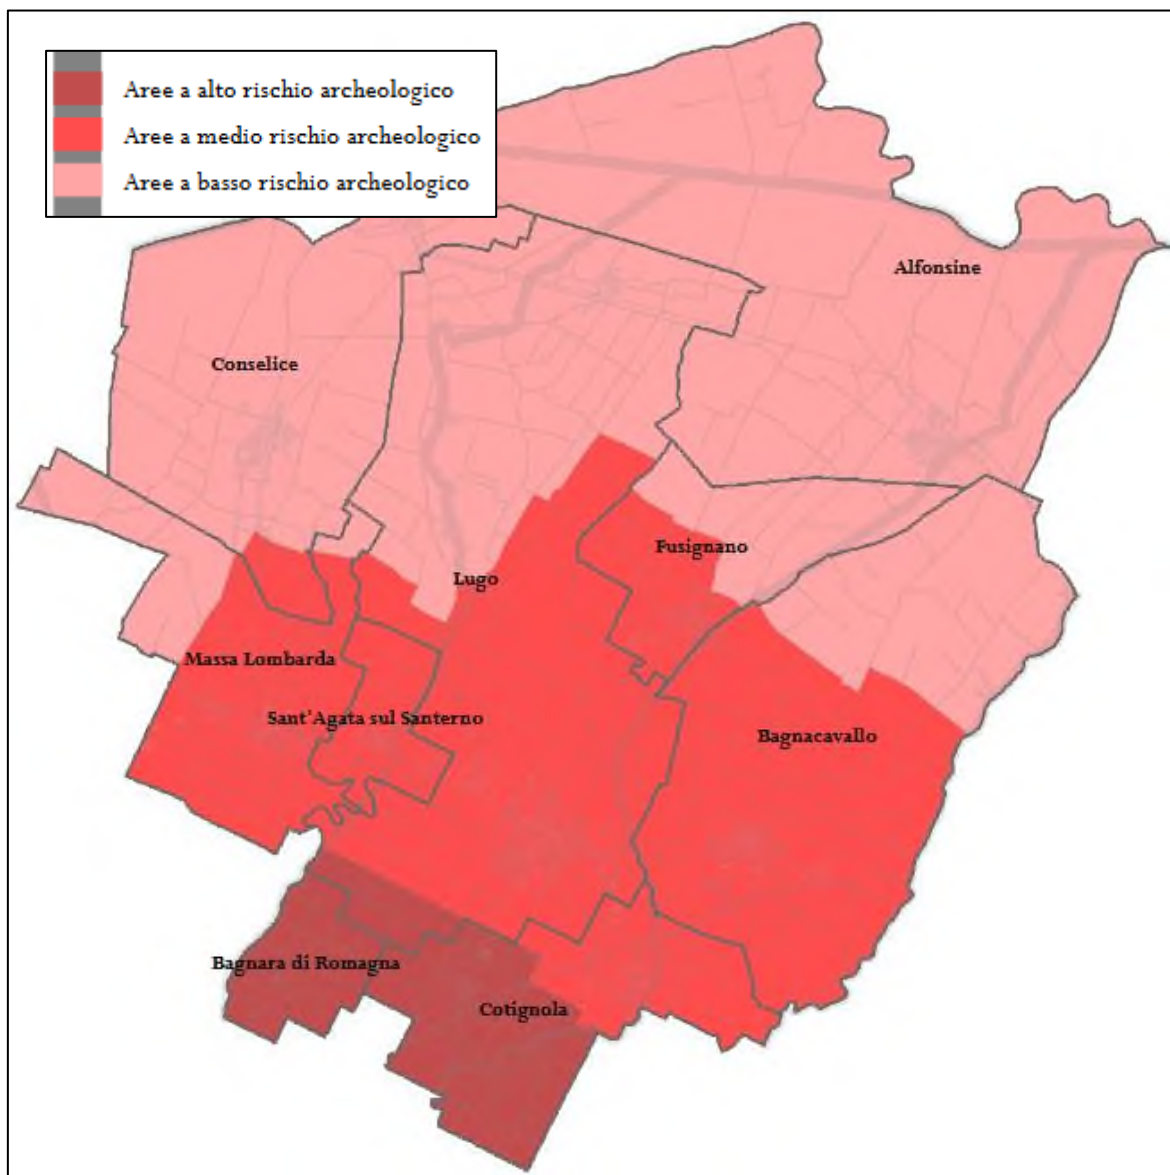 Aree a alto rischio archeologico
Aree a medio rischio archeologico
Aree a basso rischio archeologico
Alfonsine
Conselice
Fusignano
Lugo
Massa Lombarda
Sant'Agata sul Santerno
Bagnacavallo
Bagnara di Romagna
Cotignola